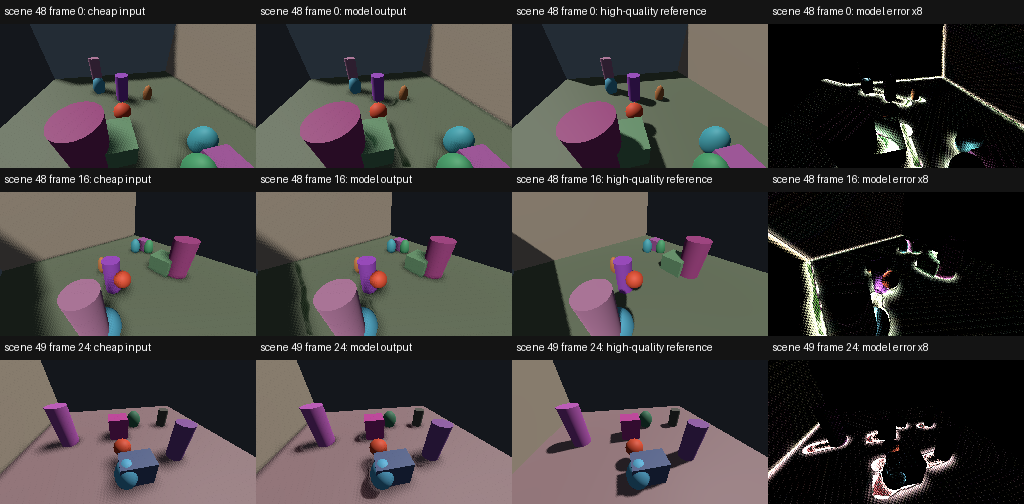 scene 48 frame 0: cheap input
scene 48 frame 0: model output
scene 48 frame 0: high-quality reference
scene 48 frame 0: model error x8
scene 48 frame 16: cheap input
scene 48 frame 16: model output
scene 48 frame 16: high-quality reference
scene 48 frame 16: model error x8
scene 49 frame 24: cheap input
scene 49 frame 24: model output
scene 49 frame 24: high-quality reference
scene 49 frame 24: model error x8